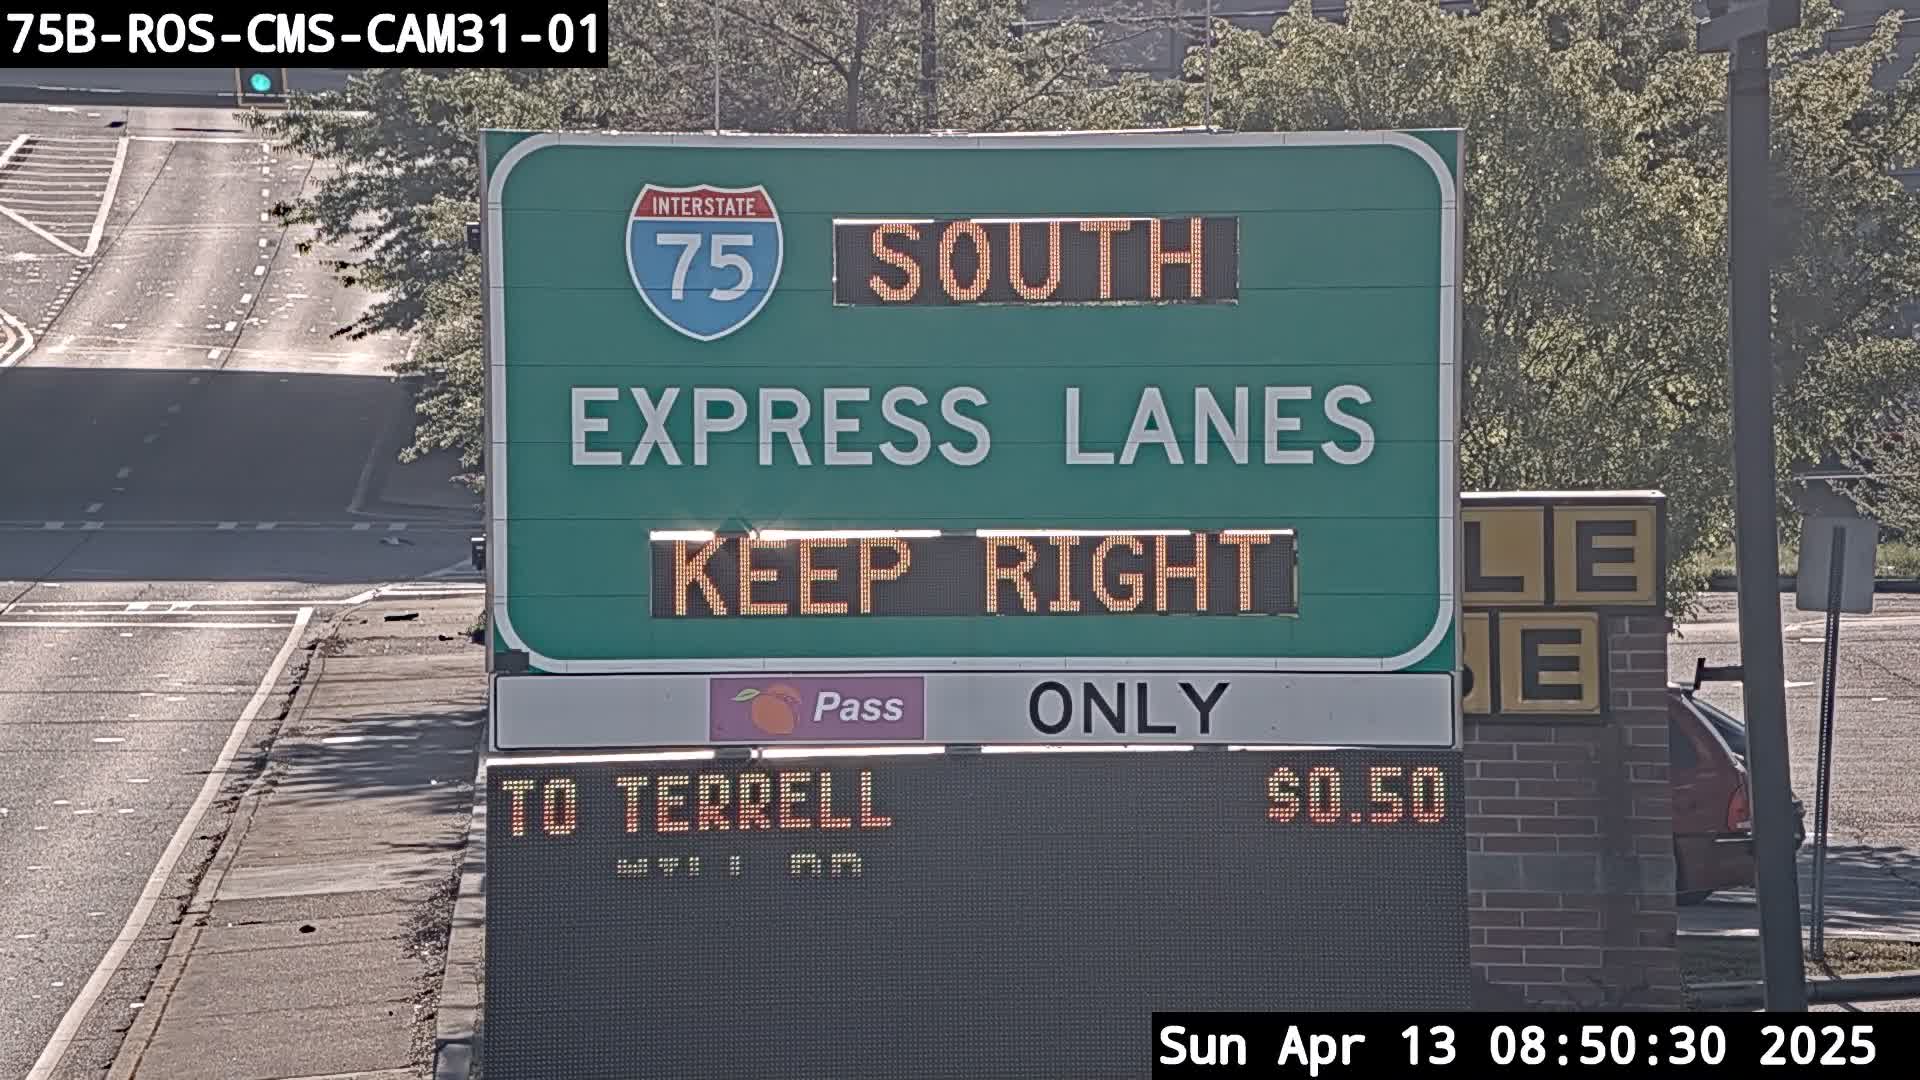 75B-ROS-CMS-CAM31-01
INTERSTATE
75
SOUTH
EXPRESS LANES
KEEP RIGHT
Pass ONLY
TO TERRELL $0.50
LE
E
Sun Apr 13 08:50:30 2025